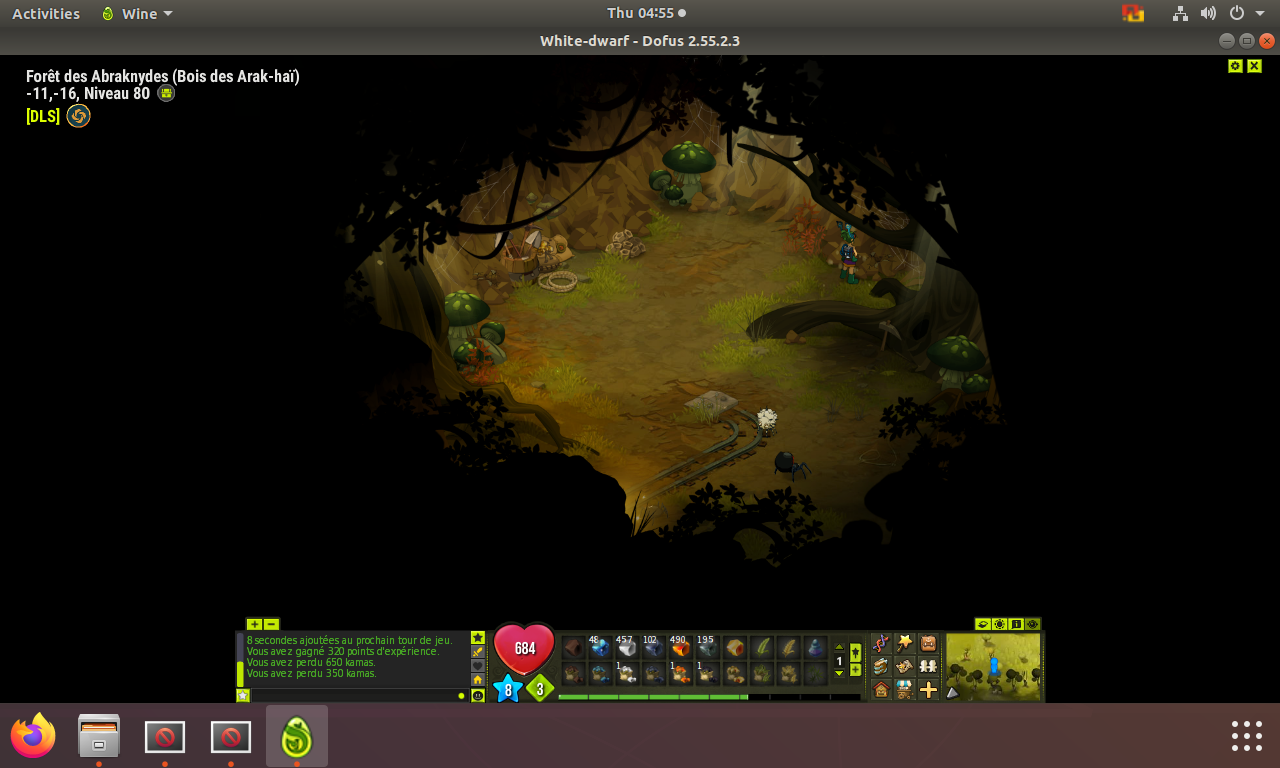 Activities
Wine
Thu 04:55
White-dwarf - Dofus 2.55.2.3
Forêt des Abraknydes (Bois des Arak-haï)
-11,-16, Niveau 80
[DLS]
8 secondes ajoutées au prochain tour de jeu.
Vous avez gagné 320 points d'expérience.
Vous avez perdu 650 kamas.
Vous avez perdu 350 kamas.
684
8
3
48 457 102 490 195
1 1 1
1